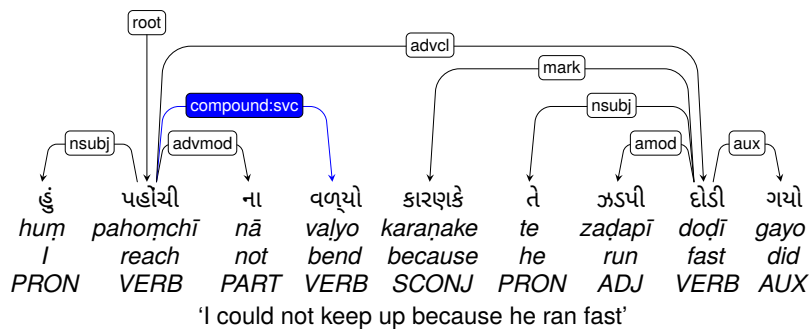 root
advcl
mark
compound:svc nsubj
nsubj advmod amod aux
હું પહોંચી ના વળ્યો કારણકે તે ઝડપી દોડી ગયો
huṃ pahoṃchī nā vaḷyo karaṇake te zaḍapī doḍī gayo
I reach not bend because he run fast did
PRON VERB PART VERB SCONJ PRON ADJ VERB AUX
‘I could not keep up because he ran fast’